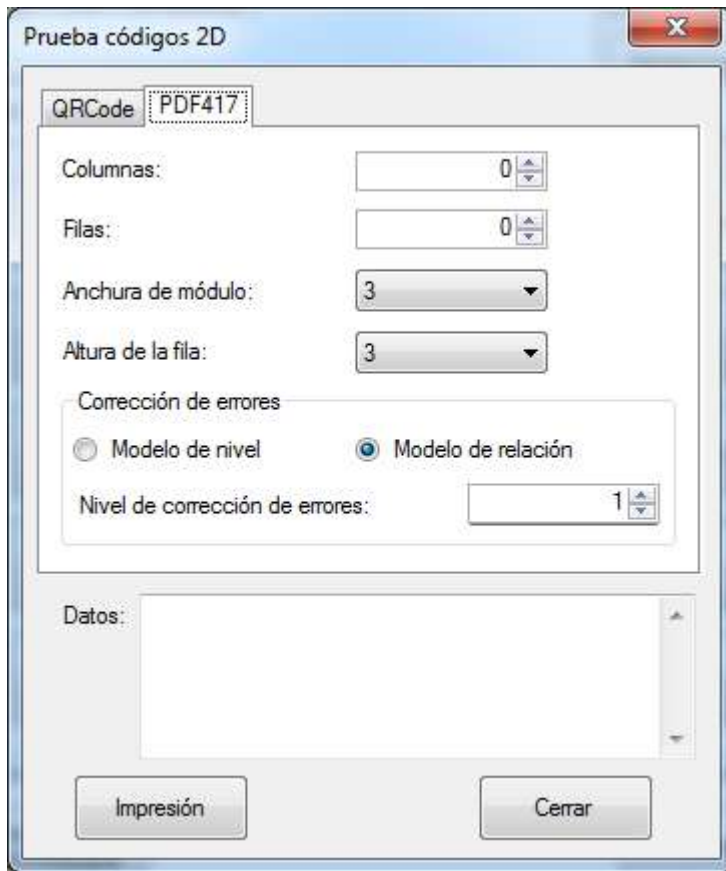 Prueba códigos 2D
QRCode PDF417
Columnas: 0
Filas: 0
Anchura de módulo: 3
Altura de la fila: 3
Corrección de errores
Modelo de nivel Modelo de relación
Nivel de corrección de errores: 1
Datos:
Impresión Cerrar